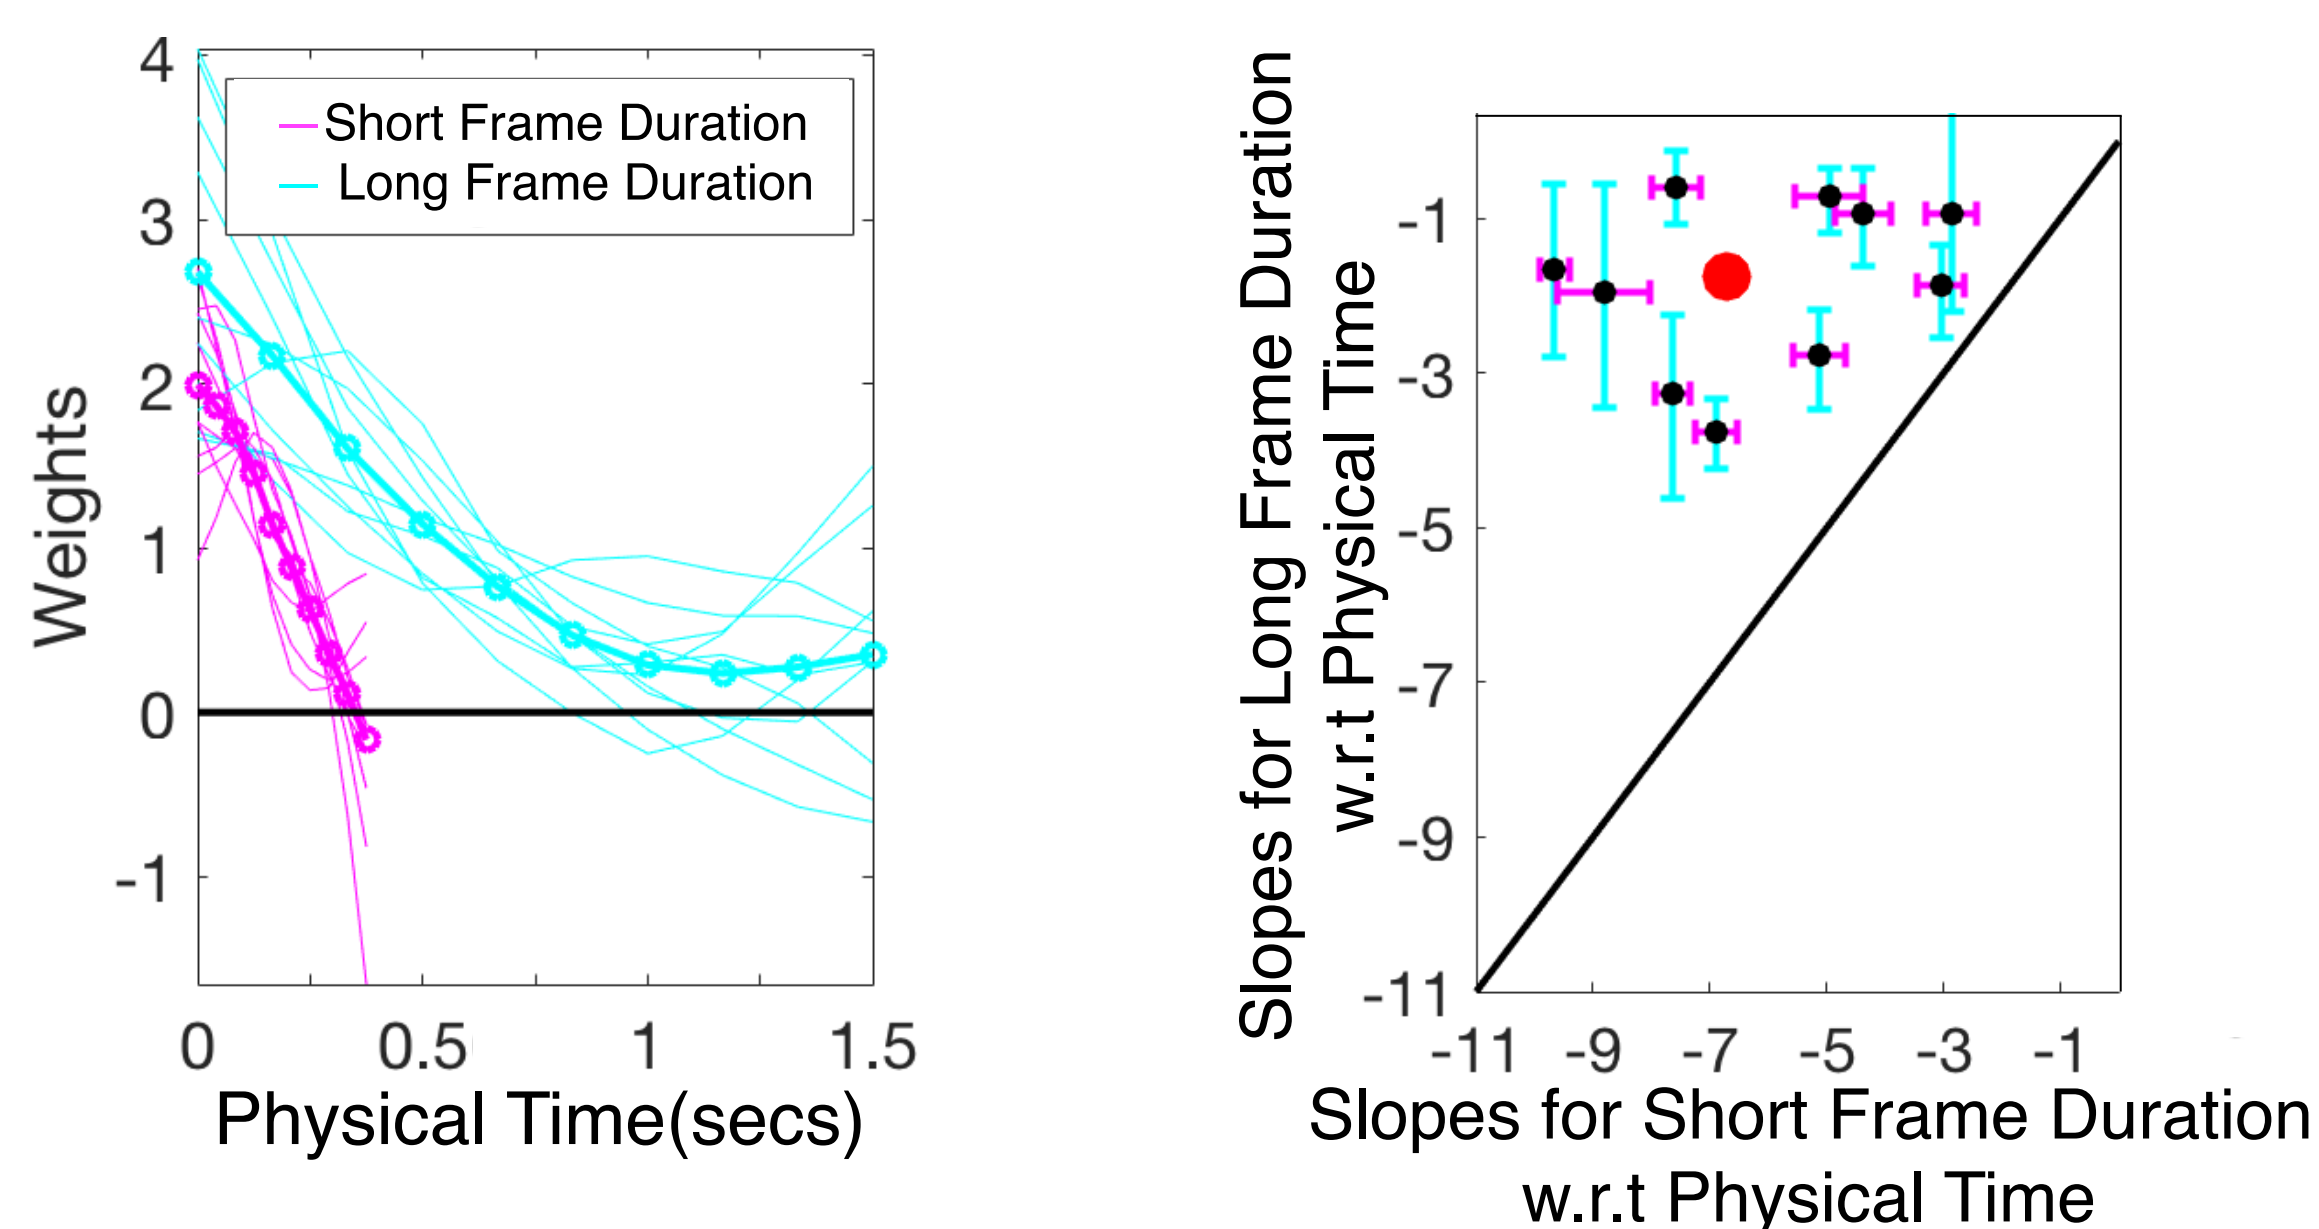 4
3
2
1
0
-1
Weights
Short Frame Duration
Long Frame Duration
0 0.5 1 1.5
Physical Time(secs)
Slopes for Long Frame Duration
w.r.t Physical Time
-1
-3
-5
-7
-9
-11
-11 -9 -7 -5 -3 -1
Slopes for Short Frame Duration
w.r.t Physical Time